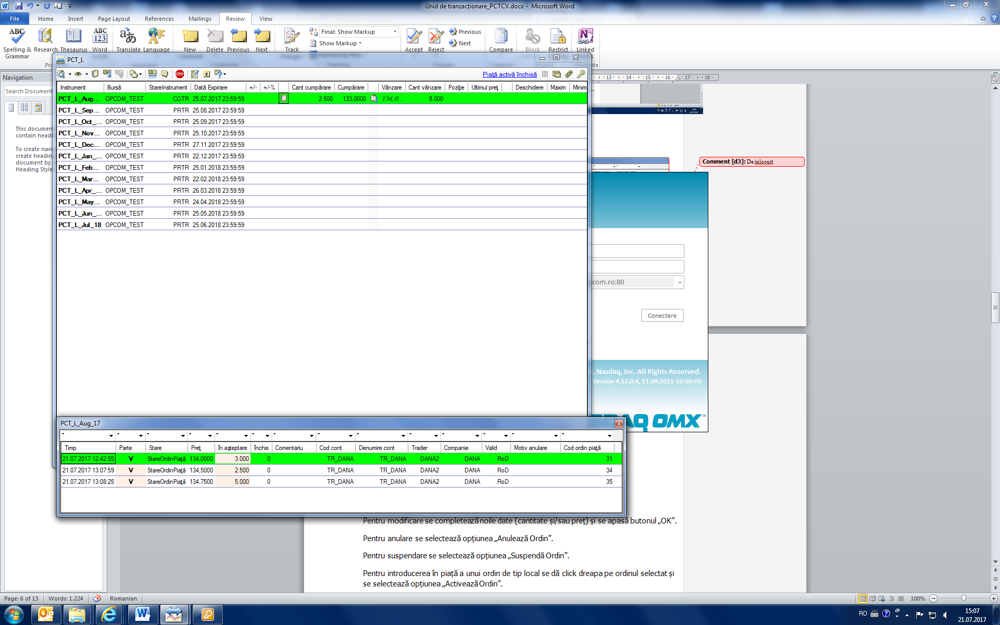 Ghid de tranzacționare_PCTCV.docx - Microsoft Word
File Home Insert Page Layout References Mailings Review View
Final: Show Markup
Show Markup
Previous
Next
Spelling & Grammar
Research
Thesaurus
Word
Translate
Language
New
Delete
Previous
Next
Track
Accept
Reject
Compare
Block
Restrict
Linked
Navigation
Search Document
This document
To create navi
create heading
document by
Heading Style
PCT_L
Piaţă activă închisă
Instrument Bursă StareInstrument Dată Expirare +/- +/-% Cant cumpărare Cumpărare Vânzare Cant vânzare Poziţie Ultimul preţ Deschidere Maxim Minim
PCT_L_Aug... OPCOM_TEST COTR 25.07.2017 23:59:59 2.500 133,0000 134,0... 8.000
PCT_L_Sep... OPCOM_TEST PRTR 25.08.2017 23:59:59
PCT_L_Oct_... OPCOM_TEST PRTR 25.09.2017 23:59:59
PCT_L_Nov... OPCOM_TEST PRTR 25.10.2017 23:59:59
PCT_L_Dec... OPCOM_TEST PRTR 27.11.2017 23:59:59
PCT_L_Jan_... OPCOM_TEST PRTR 22.12.2017 23:59:59
PCT_L_Feb... OPCOM_TEST PRTR 25.01.2018 23:59:59
PCT_L_Mar... OPCOM_TEST PRTR 22.02.2018 23:59:59
PCT_L_Apr_... OPCOM_TEST PRTR 26.03.2018 23:59:59
PCT_L_May... OPCOM_TEST PRTR 24.04.2018 23:59:59
PCT_L_Jun_... OPCOM_TEST PRTR 25.05.2018 23:59:59
PCT_L_Jul_18 OPCOM_TEST PRTR 25.06.2018 23:59:59
13 14 15 16 17 18
Comment [d3]: De inlocuit
com.ro:80
Conectare
, Nasdaq, Inc. All Rights Reserved.
Version 4.12.0.4, 11.09.2015 10:00:00
DAQ OMX
PCT_L_Aug_17
Timp Parte Stare Preţ În aşteptare Închis Comentariu Cod cont Denumire cont Trader Companie Valid Motiv anulare Cod ordin piaţă
21.07.2017 12:42:55 V StareOrdinPiaţă 134,0000 3.000 0 TR_DANA TR_DANA DANA2 DANA RoD 31
21.07.2017 13:07:59 V StareOrdinPiaţă 134,5000 2.500 0 TR_DANA TR_DANA DANA2 DANA RoD 34
21.07.2017 13:08:25 V StareOrdinPiaţă 134,7500 5.000 0 TR_DANA TR_DANA DANA2 DANA RoD 35
Pentru modificare se completează noile date (cantitate și/sau preț) și se apasă butonul „OK”.
Pentru anulare se selectează opțiunea „Anulează Ordin”.
Pentru suspendare se selectează opțiunea „Suspendă Ordin”.
Pentru introducerea în piață a unui ordin de tip local se dă click dreapa pe ordinul selectat și
se selectează opțiunea „Activează Ordin”.
Page: 6 of 13 Words: 1,224 Romanian 100%
RO
15:07
21.07.2017